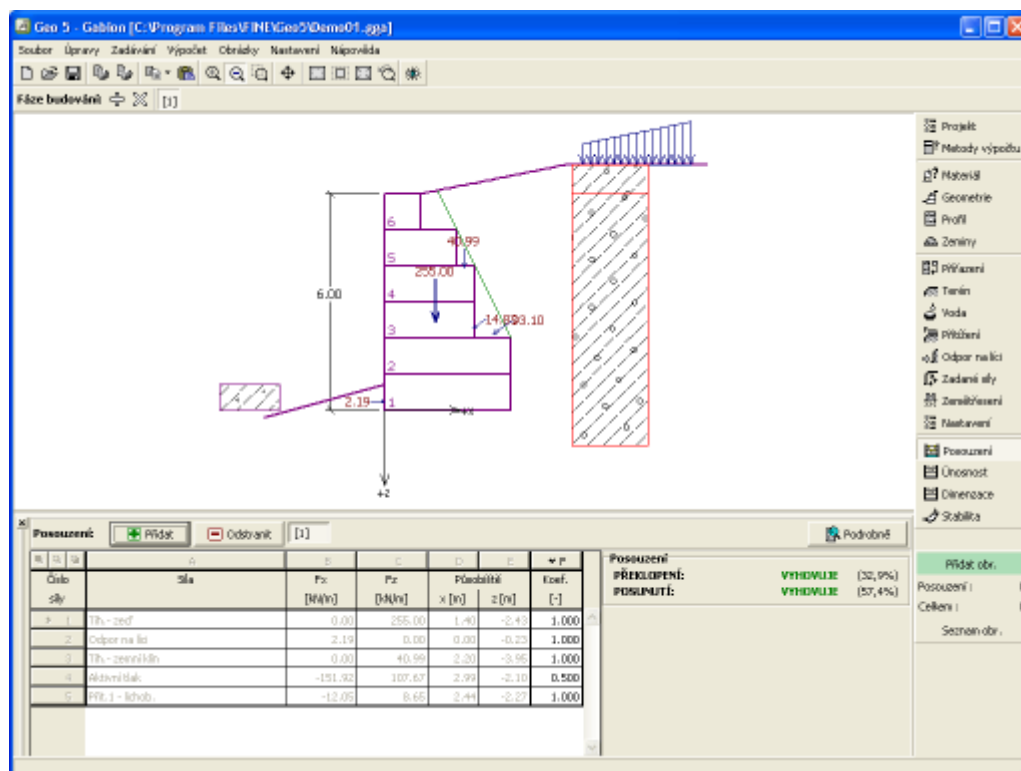 Geo 5 - Gabion [C:\Program Files\FINE\Geo5\Demo01.gga]
Soubor Úpravy Zadávání Výpočet Obrázky Nastavení Nápověda
Fáze budování: [1]
Projekt
Metody výpočtu
Materiál
Geometrie
Profil
Zeminy
Přiřazení
Terén
Voda
Přitížení
Odpor na líci
Zadané síly
Zemětřesení
Nastavení
Posouzení
Únosnost
Dimenzace
Stabilita
6
40.99
5
255.00
6.00
4
14.83
93.10
3
2
2.19
1
+x
+z
Posouzení: Přidat Odstranit [1] Podrobně
A B C D E F
Číslo síly Síla Fx [kN/m] Fz [kN/m] Působiště x [m] z [m] Koef. [-]
1 Tíh.- zeď 0.00 255.00 1.40 -2.43 1.000
2 Odpor na líci 2.19 0.00 0.00 -0.23 1.000
3 Tíh.- zemní klín 0.00 40.99 2.20 -3.95 1.000
4 Aktivní tlak -151.92 107.67 2.99 -2.10 0.500
5 Přit.1 - lichob. -12.05 8.65 2.44 -2.27 1.000
Posouzení
PŘEKLOPENÍ: VYHOVUJE (32,9%)
POSUNUTÍ: VYHOVUJE (57,4%)
Přidat obr.
Posouzení :
Celkem :
Seznam obr.